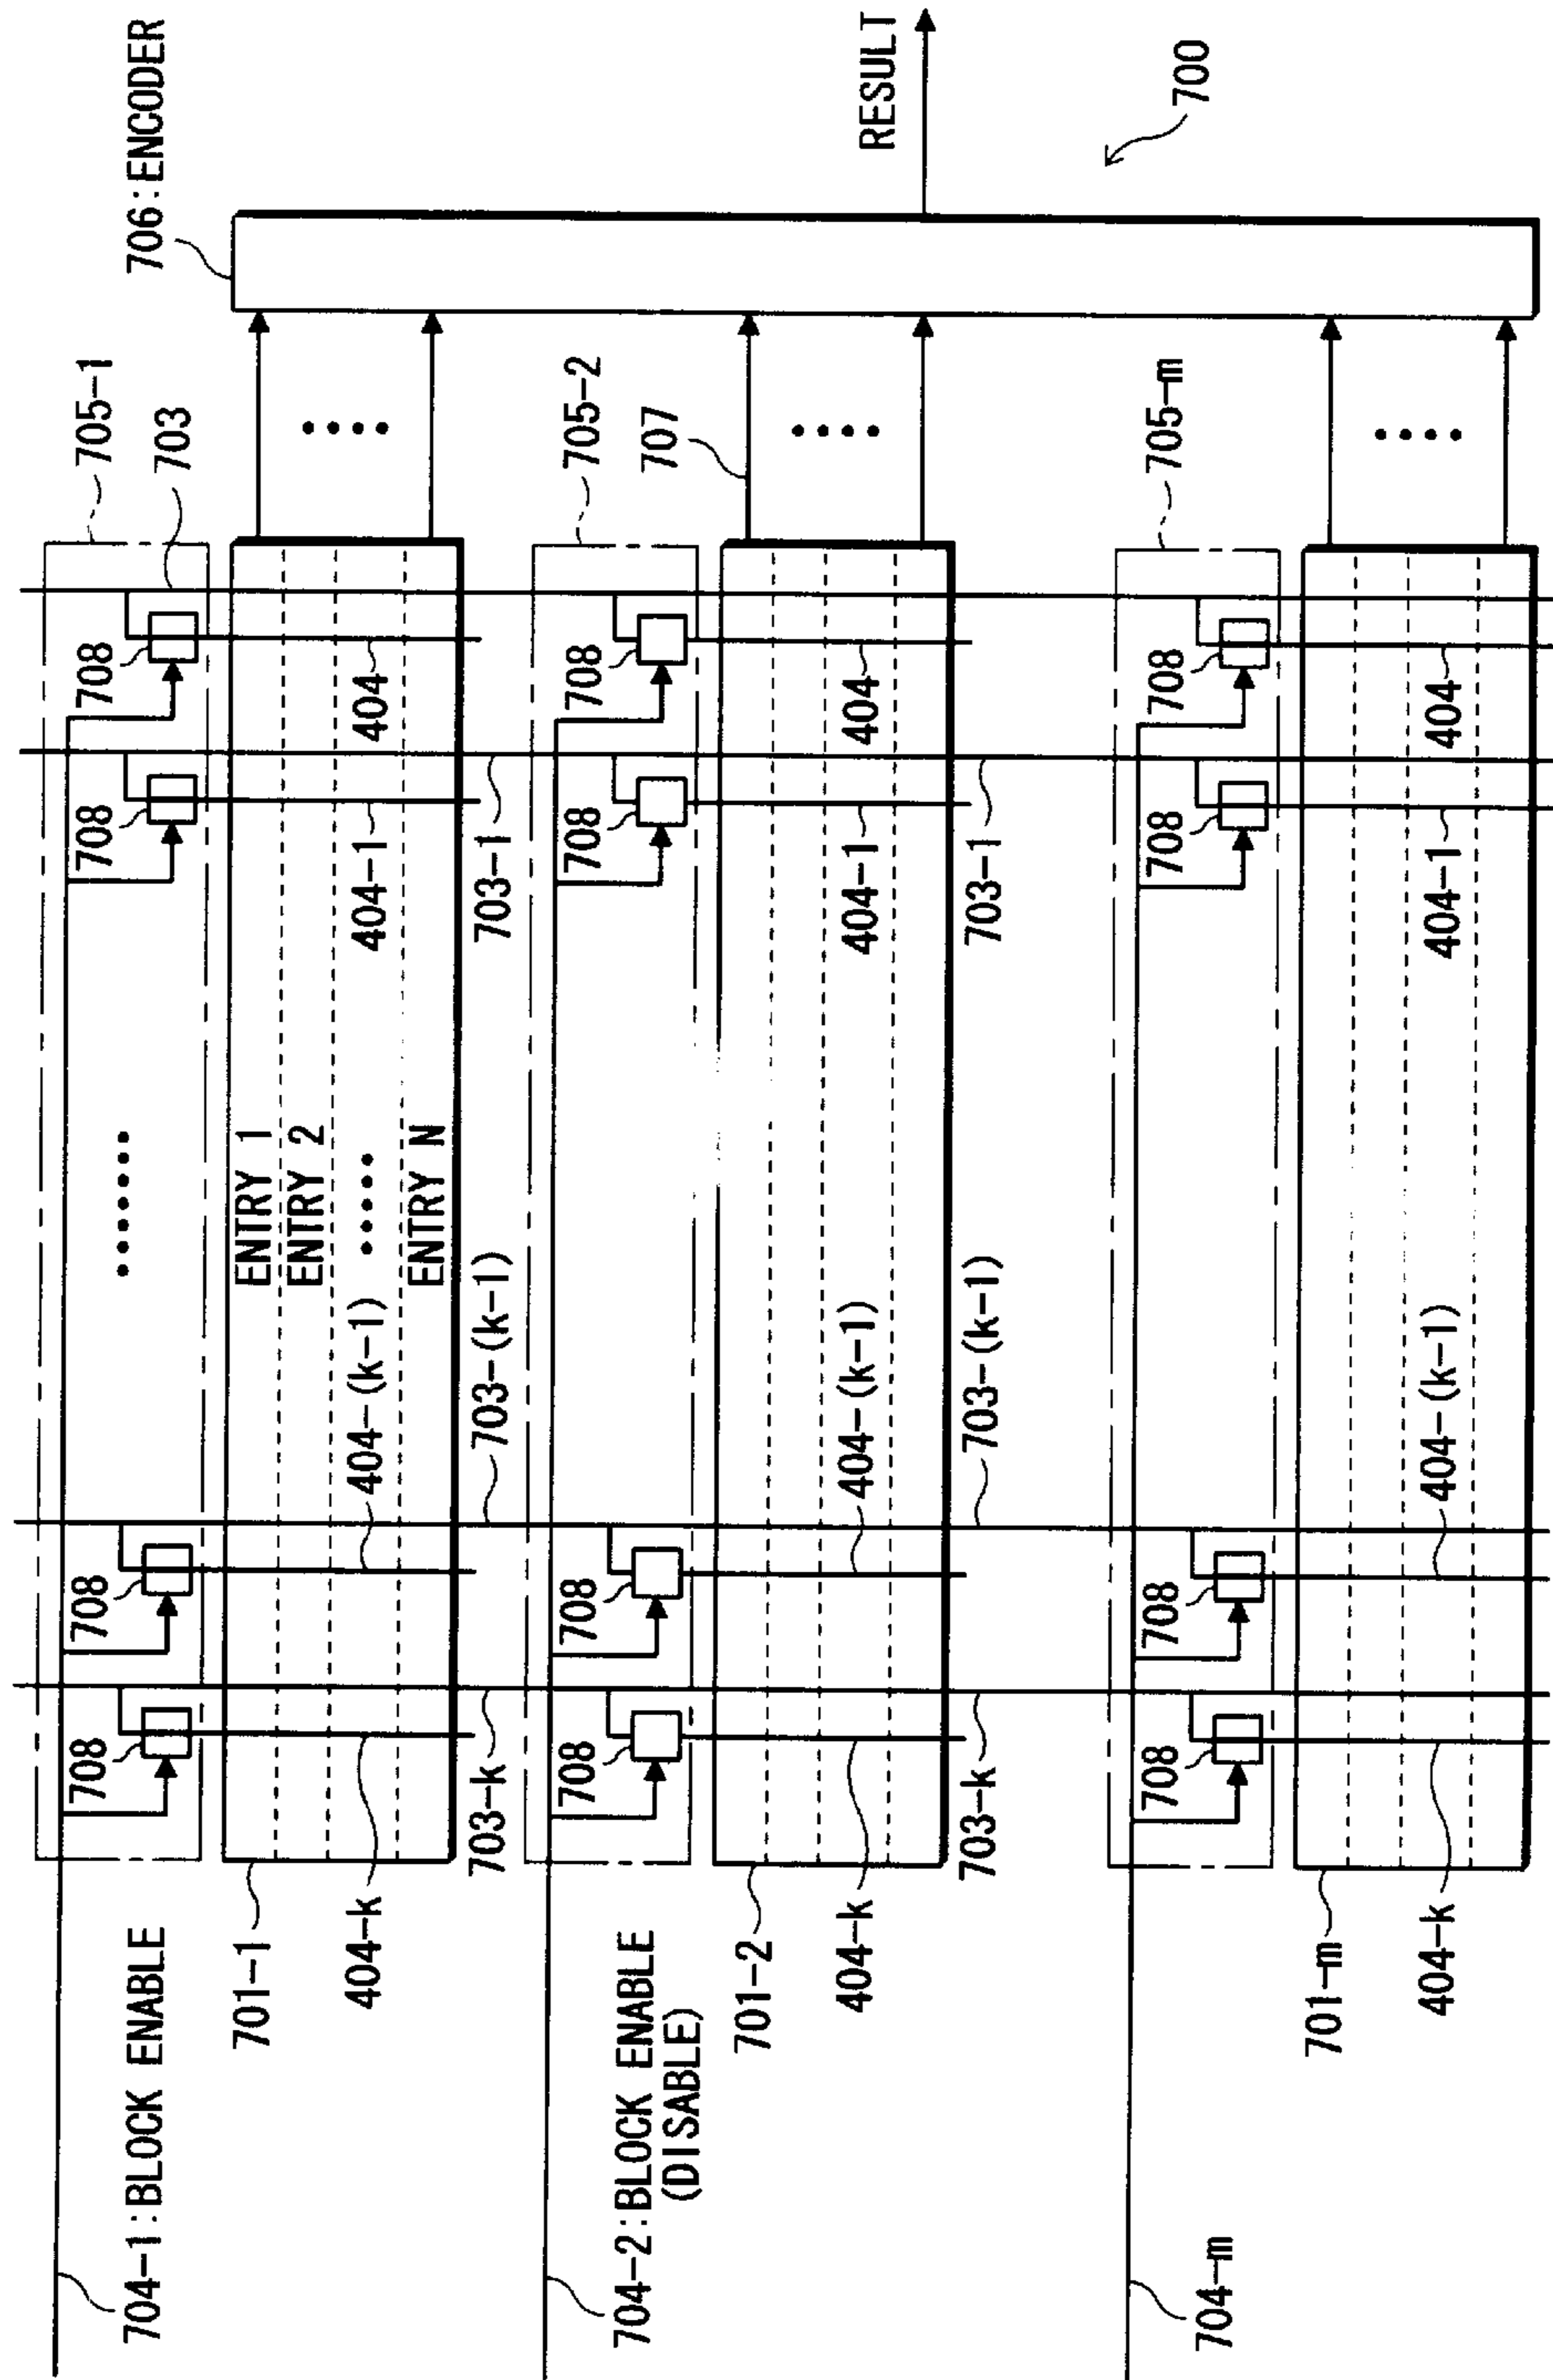 704-1:BLOCK ENABLE
705-1
703
706:ENCODER
708
708
708
708
......
701-1
ENTRY 1
ENTRY 2
.....
ENTRY N
404-k
404-(k-1)
404-1
404
....
703-k
703-(k-1)
703-1
704-2:BLOCK ENABLE
(DISABLE)
705-2
708
708
708
708
707
701-2
404-k
404-(k-1)
404-1
404
....
703-k
703-(k-1)
703-1
RESULT
700
704-m
705-m
708
708
708
708
701-m
404-k
404-(k-1)
404-1
404
....